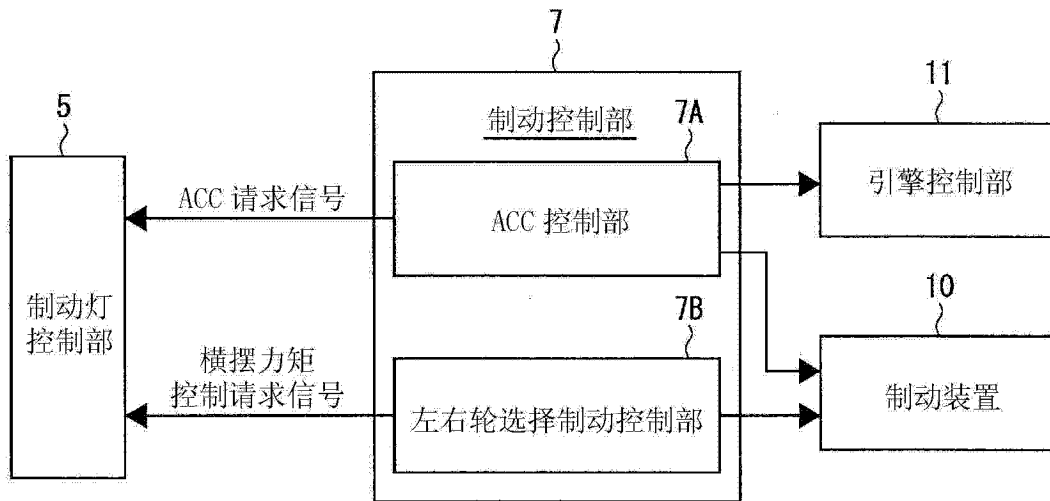 7
5
制动控制部
7A
11
ACC 请求信号
ACC 控制部
引擎控制部
制动灯
控制部
横摆力矩
控制请求信号
7B
左右轮选择制动控制部
10
制动装置